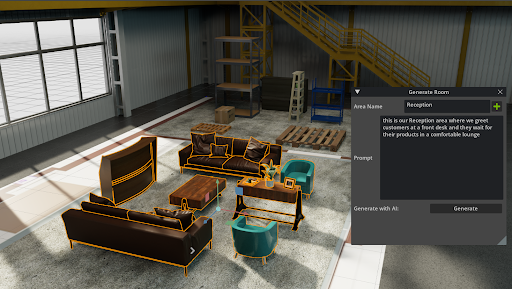 Generate Room
Area Name
Reception
this is our Reception area where we greet
customers at a front desk and they wait for
their products in a comfortable lounge
Prompt
Generate with AI:
Generate